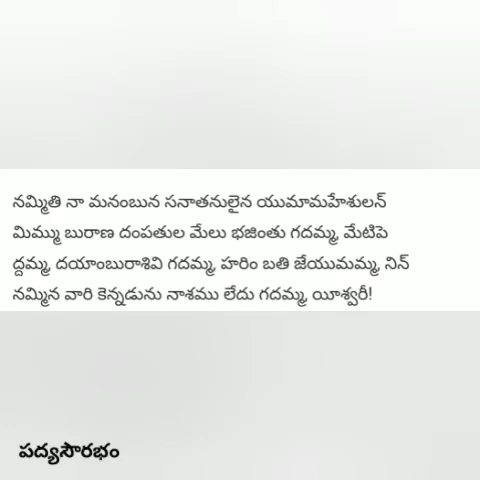 నమ్మితి నా మనంబున సనాతనులైన యుమామహేశులన్
మిమ్ము బురాణ దంపతుల మేలు భజింతు గదమ్మ, మేటిపె
ద్దమ్మ, దయాంబురాశివి గదమ్మ, హరిం బతి జేయుమమ్మ, నిన్
నమ్మిన వారి కెన్నడును నాశము లేదు గదమ్మ, యీశ్వరీ!
పద్యసౌరభం